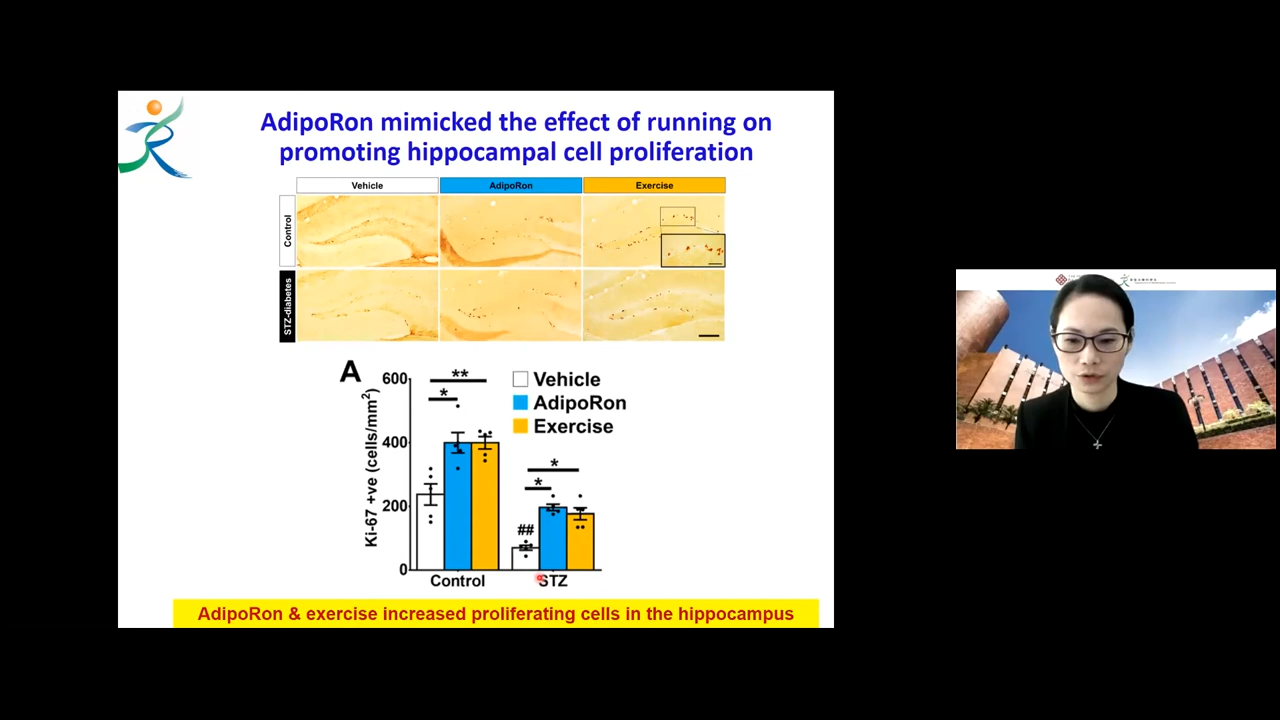 AdipoRon mimicked the effect of running on
promoting hippocampal cell proliferation
Vehicle
AdipoRon
Exercise
Control
STZ-diabetes
A
Ki-67 +ve (cells/mm²)
600
400
200
0
**
*
*
*
##
Vehicle
AdipoRon
Exercise
Control
STZ
AdipoRon & exercise increased proliferating cells in the hippocampus